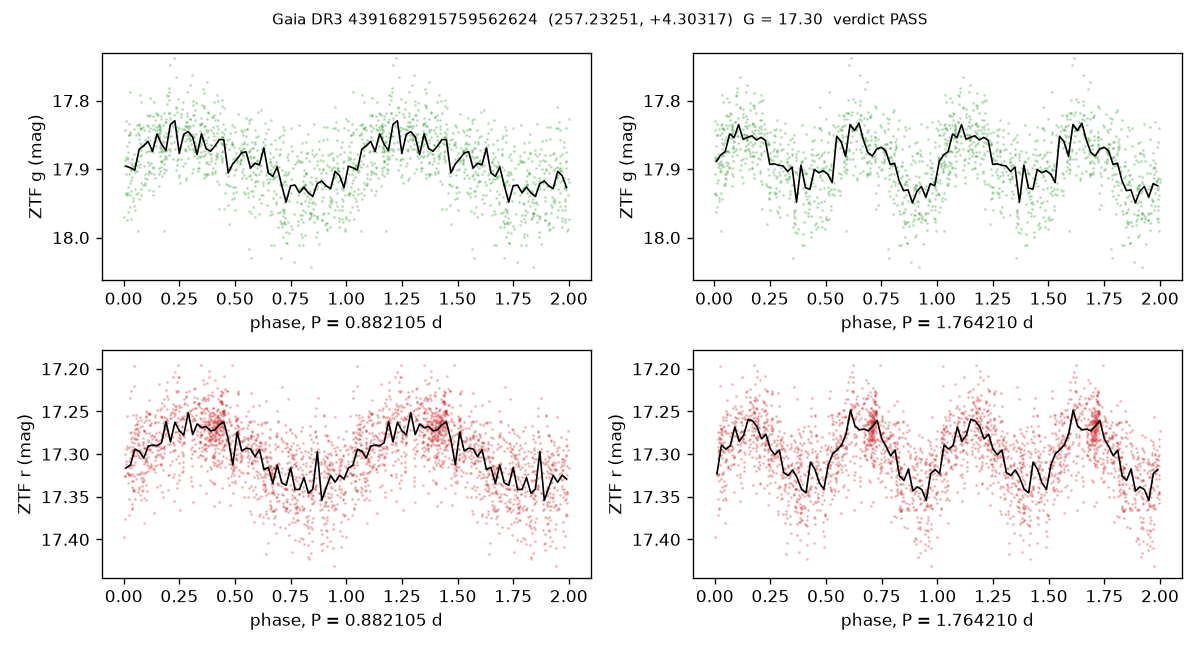 Gaia DR3 4391682915759562624 (257.23251, +4.30317) G = 17.30 verdict PASS
ZTF g (mag)
17.8
17.9
18.0
0.00 0.25 0.50 0.75 1.00 1.25 1.50 1.75 2.00
phase, P = 0.882105 d
ZTF g (mag)
17.8
17.9
18.0
0.00 0.25 0.50 0.75 1.00 1.25 1.50 1.75 2.00
phase, P = 1.764210 d
ZTF r (mag)
17.20
17.25
17.30
17.35
17.40
0.00 0.25 0.50 0.75 1.00 1.25 1.50 1.75 2.00
phase, P = 0.882105 d
ZTF r (mag)
17.20
17.25
17.30
17.35
17.40
0.00 0.25 0.50 0.75 1.00 1.25 1.50 1.75 2.00
phase, P = 1.764210 d